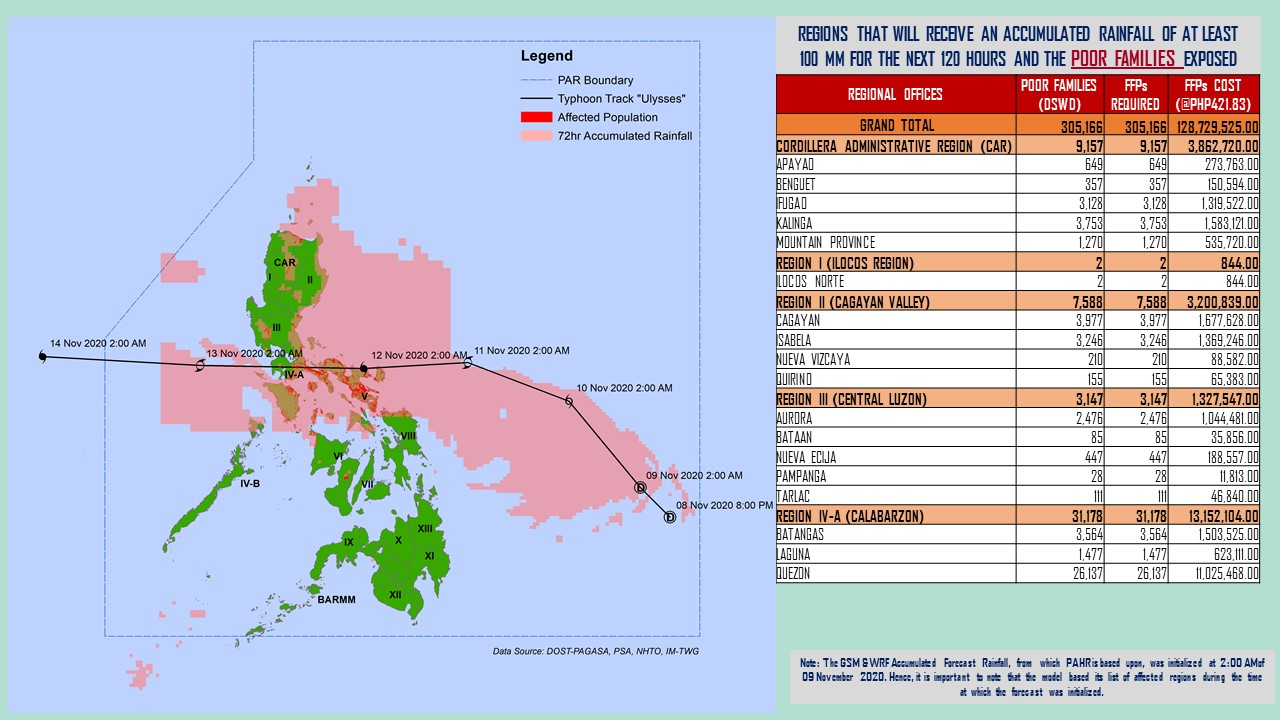 Legend
PAR Boundary
Typhoon Track "Ulysses"
Affected Population
72hr Accumulated Rainfall
CAR
I
II
III
14 Nov 2020 2:00 AM
13 Nov 2020 2:00 AM
12 Nov 2020 2:00 AM
11 Nov 2020 2:00 AM
IV-A
10 Nov 2020 2:00 AM
V
VIII
VI
09 Nov 2020 2:00 AM
IV-B
VII
08 Nov 2020 8:00 PM
XIII
IX
X
XI
XII
BARMM
Data Source: DOST-PAGASA, PSA, NHTO, IM-TWG
REGIONS THAT WILL RECEIVE AN ACCUMULATED RAINFALL OF AT LEAST
100 MM FOR THE NEXT 120 HOURS AND THE POOR FAMILIES EXPOSED
REGIONAL OFFICES POOR FAMILIES (DSWD) FFPs REQUIRED FFPs COST (@PHP421.83)
GRAND TOTAL 305,166 305,166 128,729,525.00
CORDILLERA ADMINISTRATIVE REGION (CAR) 9,157 9,157 3,862,720.00
APAYAO 649 649 273,763.00
BENGUET 357 357 150,594.00
IFUGAO 3,128 3,128 1,319,522.00
KALINGA 3,753 3,753 1,583,121.00
MOUNTAIN PROVINCE 1,270 1,270 535,720.00
REGION I (ILOCOS REGION) 2 2 844.00
ILOCOS NORTE 2 2 844.00
REGION II (CAGAYAN VALLEY) 7,588 7,588 3,200,839.00
CAGAYAN 3,977 3,977 1,677,628.00
ISABELA 3,246 3,246 1,369,246.00
NUEVA VIZCAYA 210 210 88,582.00
QUIRINO 155 155 65,383.00
REGION III (CENTRAL LUZON) 3,147 3,147 1,327,547.00
AURORA 2,476 2,476 1,044,481.00
BATAAN 85 85 35,856.00
NUEVA ECIJA 447 447 188,557.00
PAMPANGA 28 28 11,813.00
TARLAC 111 111 46,840.00
REGION IV-A (CALABARZON) 31,178 31,178 13,152,104.00
BATANGAS 3,564 3,564 1,503,525.00
LAGUNA 1,477 1,477 623,111.00
QUEZON 26,137 26,137 11,025,468.00
Note: The GSM & WRF Accumulated Forecast Rainfall, from which PAHR is based upon, was initialized at 2:00 AM of
09 November 2020. Hence, it is important to note that the model based its list of affected regions during the time
at which the forecast was initialized.